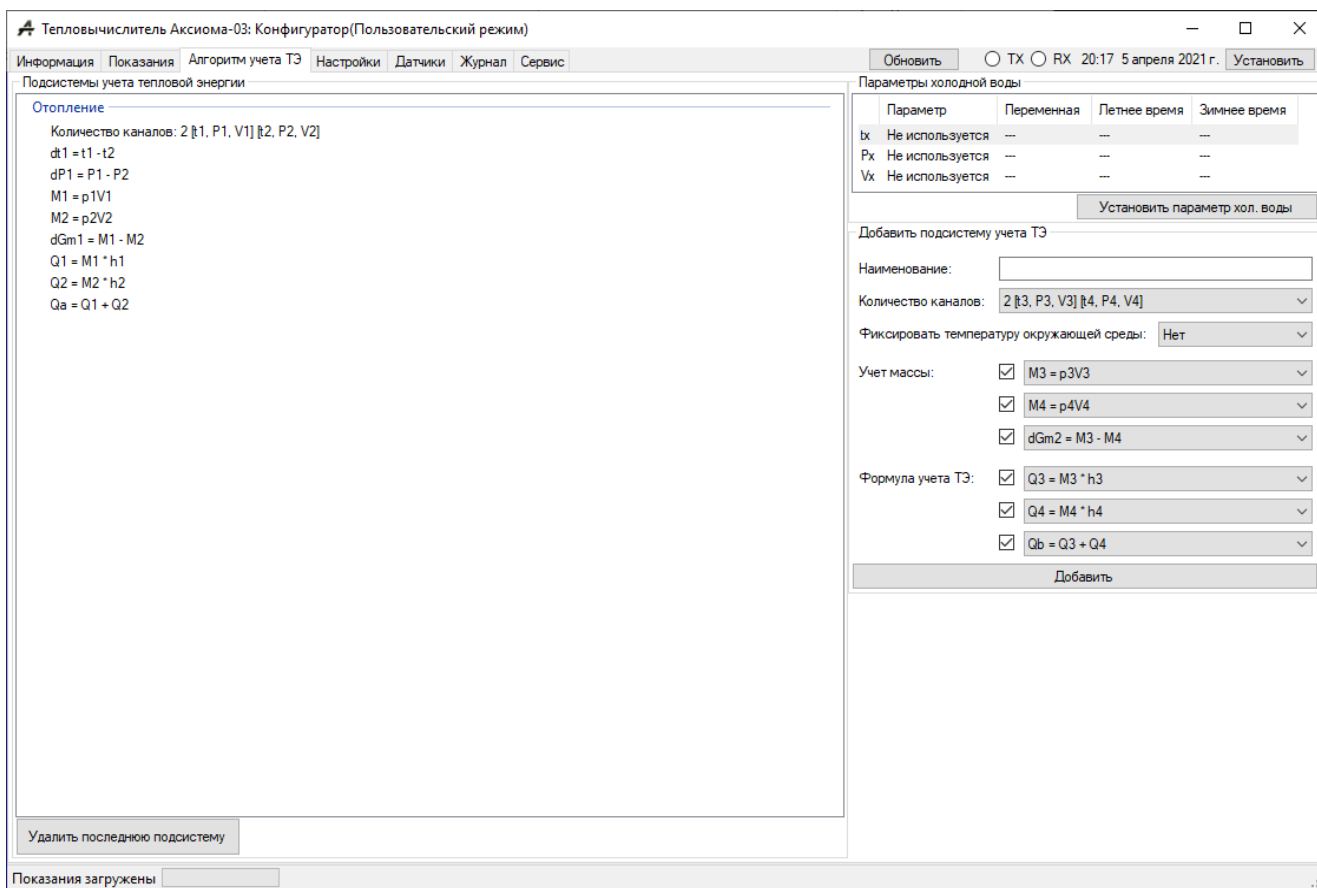 Тепловычислитель Аксиома-03: Конфигуратор(Пользовательский режим)
Информация Показания Алгоритм учета ТЭ Настройки Датчики Журнал Сервис Обновить TX RX 20:17 5 апреля 2021 г. Установить
Подсистемы учета тепловой энергии
Отопление
Количество каналов: 2 [t1, P1, V1] [t2, P2, V2]
dt1 = t1 - t2
dP1 = P1 - P2
M1 = p1V1
M2 = p2V2
dGm1 = M1 - M2
Q1 = M1 * h1
Q2 = M2 * h2
Qa = Q1 + Q2
Удалить последнюю подсистему
Параметры холодной воды
Параметр Переменная Летнее время Зимнее время
tx Не используется --- --- ---
Px Не используется --- --- ---
Vx Не используется --- --- ---
Установить параметр хол. воды
Добавить подсистему учета ТЭ
Наименование:
Количество каналов: 2 [t3, P3, V3] [t4, P4, V4]
Фиксировать температуру окружающей среды: Нет
Учет массы: M3 = p3V3
M4 = p4V4
dGm2 = M3 - M4
Формула учета ТЭ: Q3 = M3 * h3
Q4 = M4 * h4
Qb = Q3 + Q4
Добавить
Показания загружены